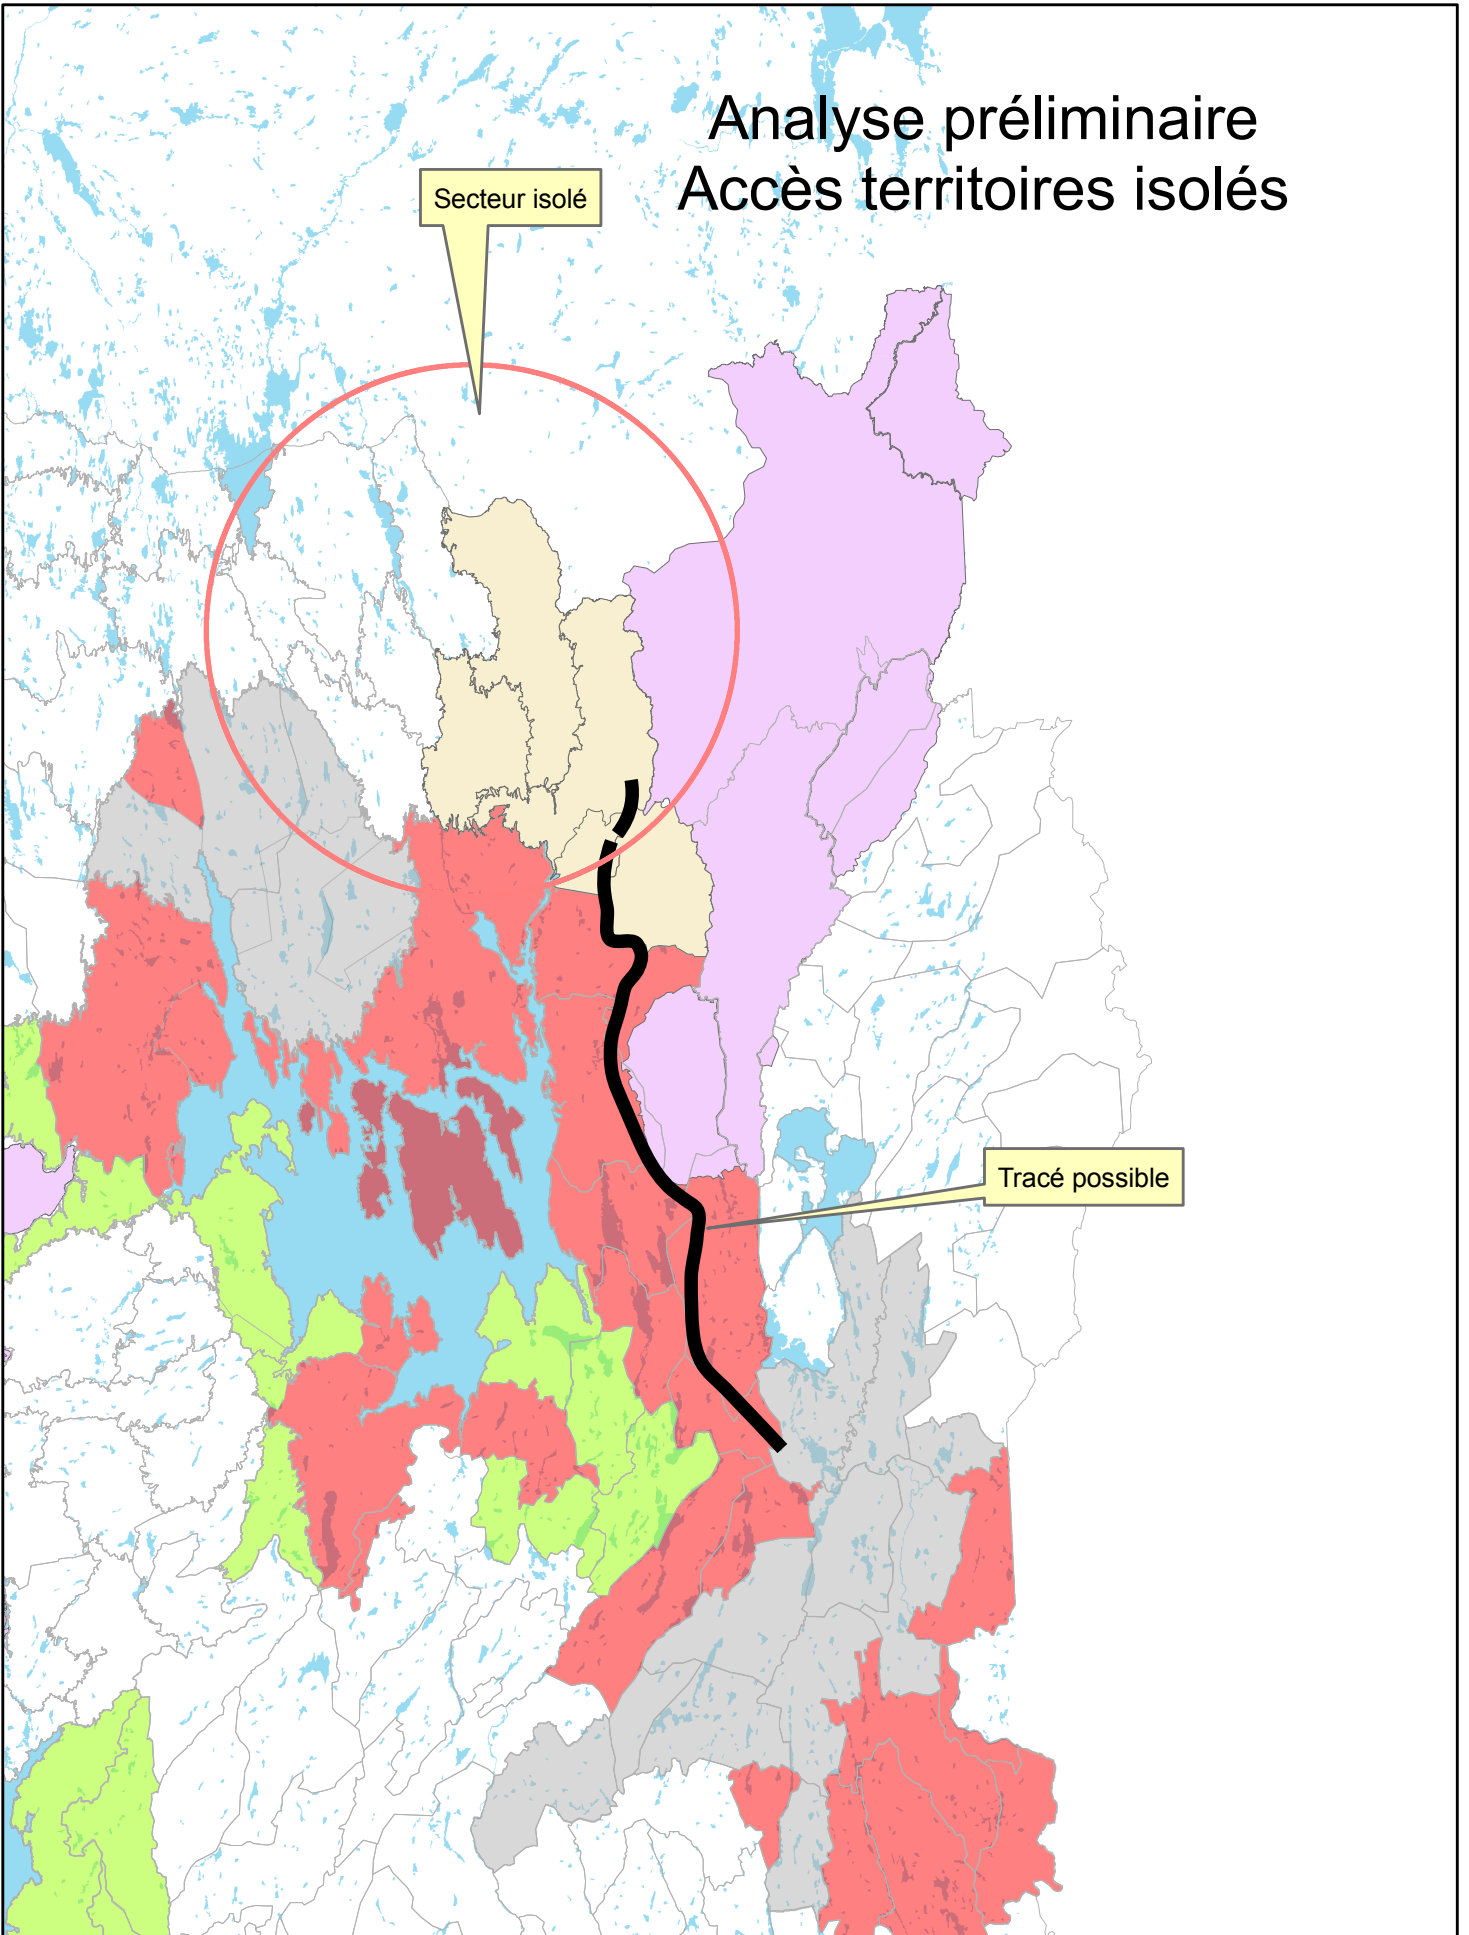 Analyse préliminaire
Accès territoires isolés
Secteur isolé
Tracé possible